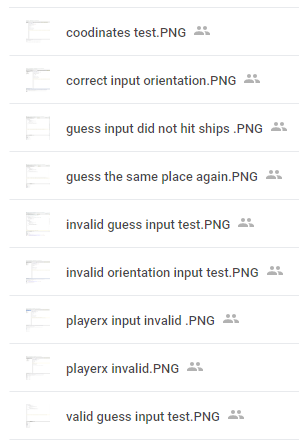 coodinates test.PNG
correct input orientation.PNG
guess input did not hit ships .PNG
guess the same place again.PNG
invalid guess input test.PNG
invalid orientation input test.PNG
playerx input invalid .PNG
playerx invalid.PNG
valid guess input test.PNG